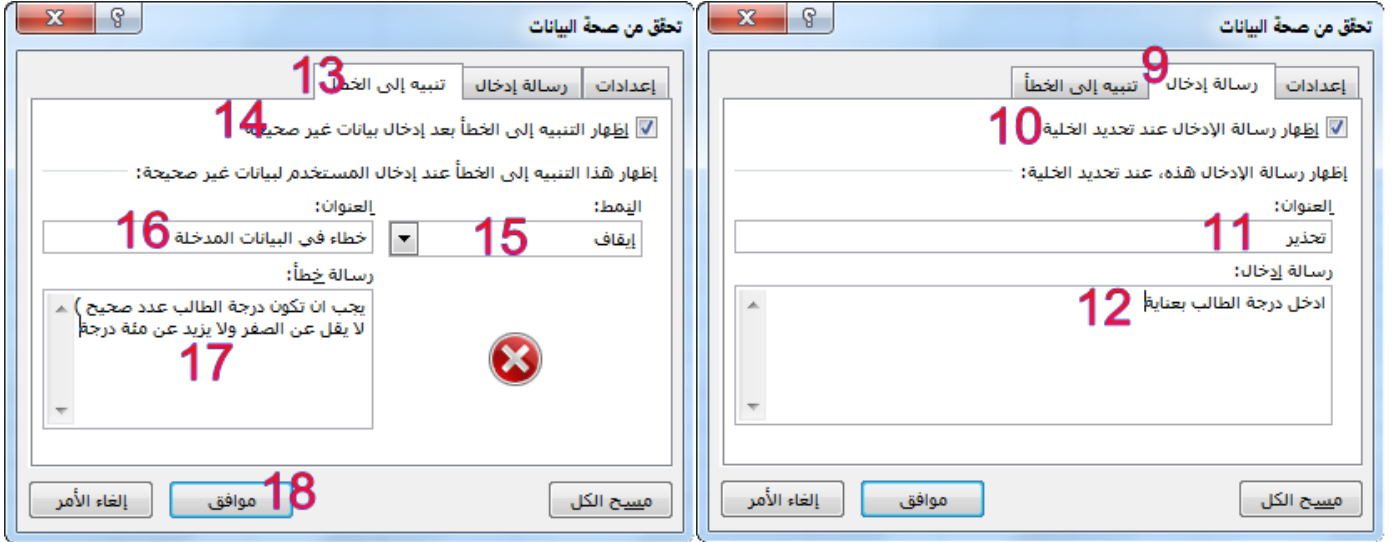 تحقق من صحة البيانات
إعدادات
رسالة إدخال
9
تنبيه إلى الخطأ
إظهار رسالة الإدخال عند تحديد الخلية
10
إظهار رسالة الإدخال هذه، عند تحديد الخلية:
العنوان:
تحذير
11
رسالة إدخال:
ادخل درجة الطالب بعناية
12
مسح الكل
موافق
إلغاء الأمر
تحقق من صحة البيانات
إعدادات
رسالة إدخال
تنبيه إلى الخطأ
13
إظهار التنبيه إلى الخطأ بعد إدخال بيانات غير صحيحة
14
إظهار هذا التنبيه إلى الخطأ عند إدخال المستخدم لبيانات غير صحيحة:
النمط:
إيقاف
15
العنوان:
خطاء في البيانات المدخلة
16
رسالة خطأ:
يجب ان تكون درجة الطالب عدد صحيح )
لا يقل عن الصفر ولا يزيد عن مئة درجة
17
مسح الكل
موافق
18
إلغاء الأمر